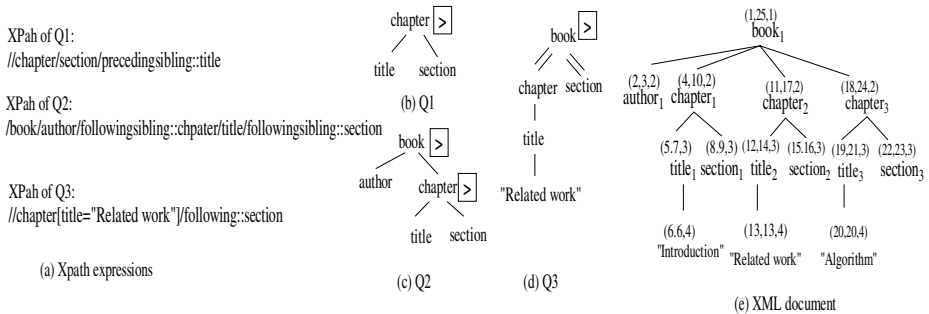 XPah of Q1:
//chapter/section/precedingsibling::title
XPah of Q2:
/book/author/followingsibling::chpater/title/followingsibling::section
XPah of Q3:
//chapter[title="Related work"]/following::section
(a) Xpath expressions
chapter >
title section
(b) Q1
book >
author chapter >
title section
(c) Q2
book >
chapter section
title
"Related work"
(d) Q3
(1,25,1)
book1
(2,3,2) (4,10,2) (11,17,2) (18,24,2)
author1 chapter1 chapter2 chapter3
(5.7,3) (8.9,3) (12,14,3) (15.16,3) (19,21,3) (22,23,3)
title1 section1 title2 section2 title3 section3
(6.6,4) (13,13,4) (20,20,4)
"Introduction" "Related work" "Algorithm"
(e) XML document